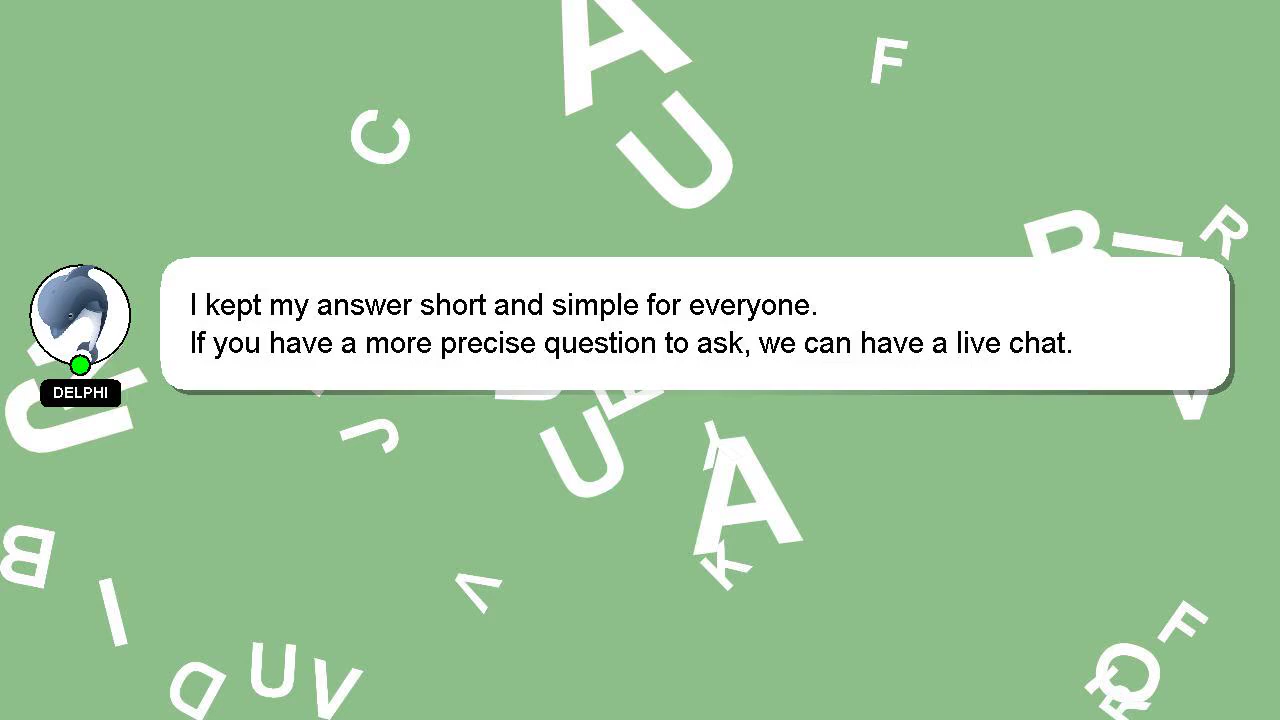 A
F
C
U
R
R
I
I kept my answer short and simple for everyone.
If you have a more precise question to ask, we can have a live chat.
DELPHI
U
J
U
E
V
A
K
B
I
V
F
D
U
V
Q
R